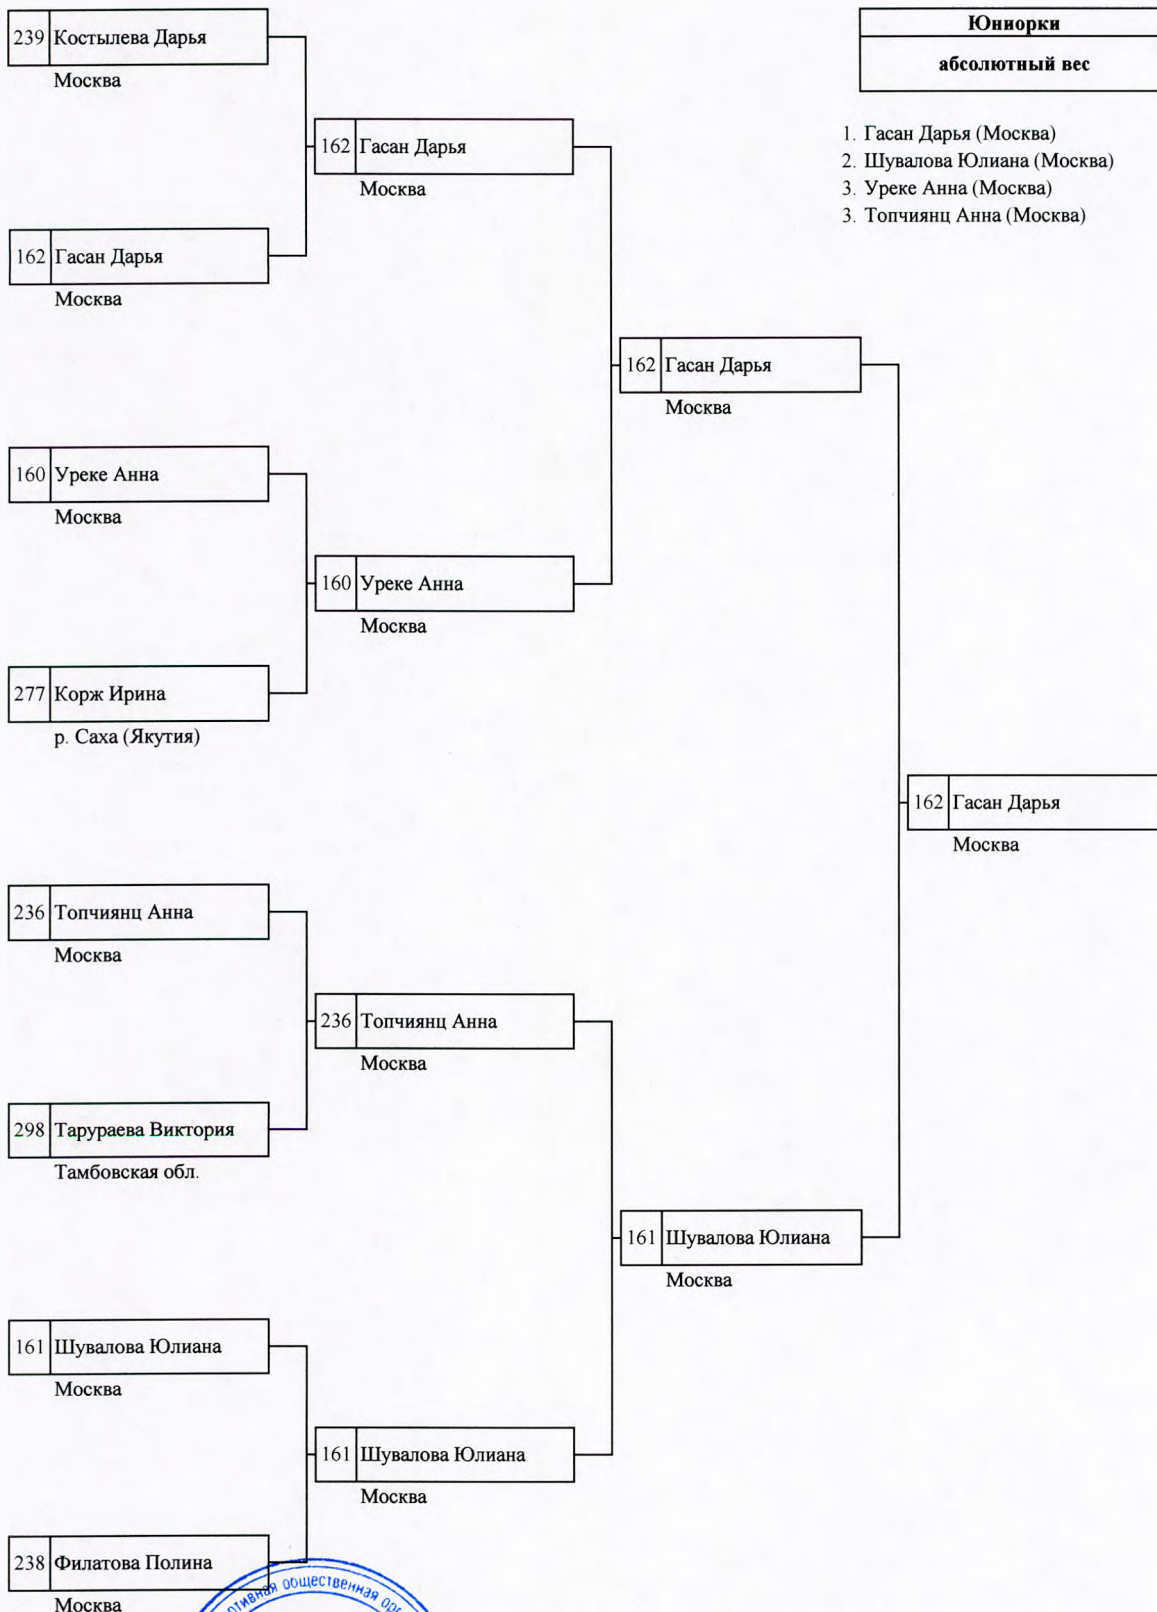 Юниорки
абсолютный вес
1. Гасан Дарья (Москва)
2. Шувалова Юлиана (Москва)
3. Уреке Анна (Москва)
3. Топчиянц Анна (Москва)
239 Костылева Дарья
Москва
162 Гасан Дарья
Москва
160 Уреке Анна
Москва
277 Корж Ирина
р. Саха (Якутия)
236 Топчиянц Анна
Москва
298 Тарураева Виктория
Тамбовская обл.
161 Шувалова Юлиана
Москва
238 Филатова Полина
Москва
162 Гасан Дарья
Москва
160 Уреке Анна
Москва
236 Топчиянц Анна
Москва
161 Шувалова Юлиана
Москва
162 Гасан Дарья
Москва
161 Шувалова Юлиана
Москва
162 Гасан Дарья
Москва
общественная